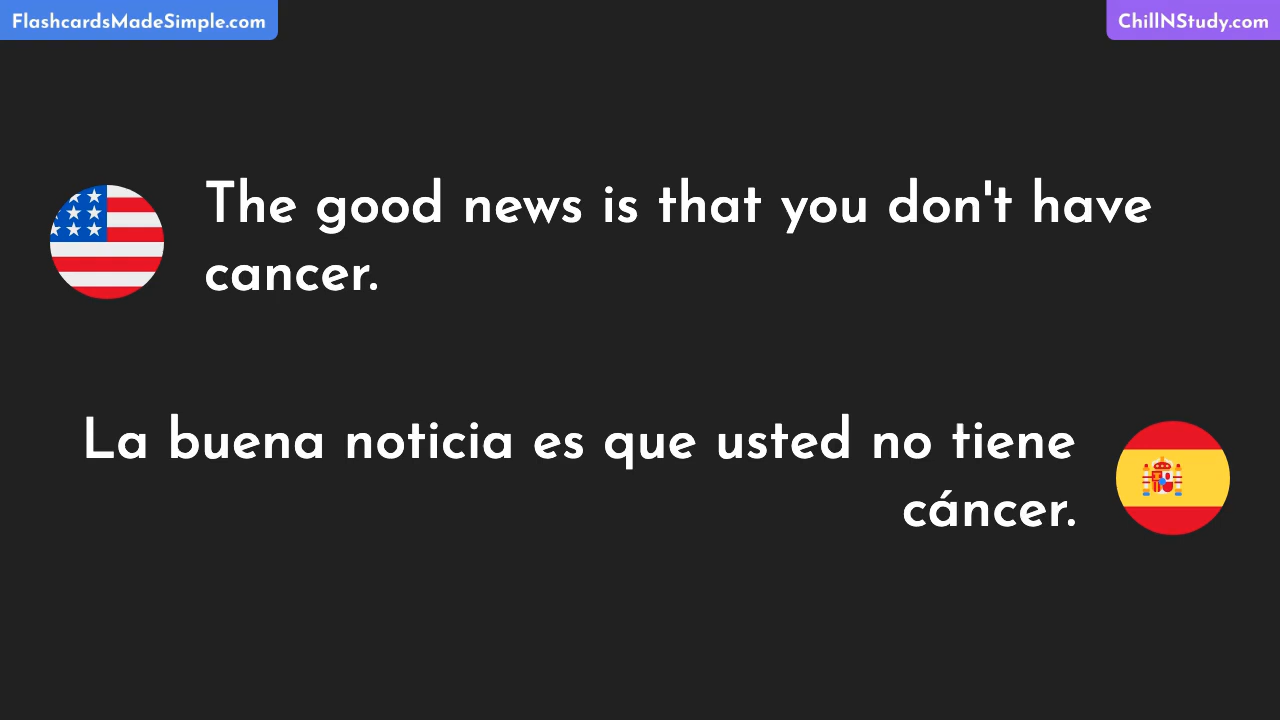 FlashcardsMadeSimple.com
ChillNStudy.com
The good news is that you don't have
cancer.
La buena noticia es que usted no tiene
cáncer.